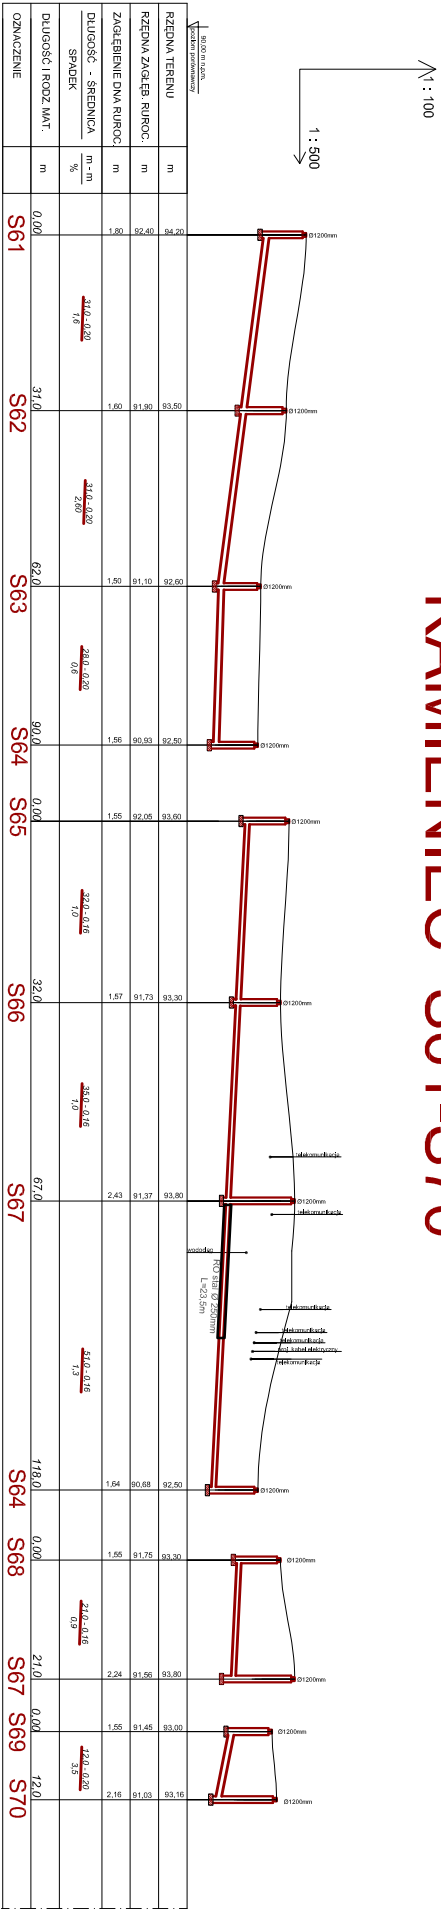 KAMIENIEC S61-S70
1 : 100
1 : 500
90,00 m n.p.m.
poziom porównawczy
RZĘDNA TERENU m 94,20 93,50 92,60 92,50 93,60 93,30 93,80 92,50 93,30 93,80 93,00 93,16
RZĘDNA ZAGŁĘB. RUROC. m 92,40 91,90 91,10 90,93 92,05 91,73 91,37 90,68 91,75 91,56 91,45 91,03
ZAGŁĘBIENIE DNA RUROC. m 1,80 1,60 1,50 1,56 1,55 1,57 2,43 1,64 1,55 2,24 1,55 2,16
DŁUGOŚĆ - ŚREDNICA m - m 31,0 - 0,20 31,0 - 0,20 28,0 - 0,20 32,0 - 0,16 35,0 - 0,16 51,0 - 0,16 21,0 - 0,16 12,0 - 0,20
SPADEK % 1,6 2,60 0,6 1,0 1,0 1,3 0,9 3,5
DŁUGOŚĆ I RODZ. MAT. m 0,00 31,0 62,0 90,0 0,00 32,0 67,0 118,0 0,00 21,0 0,00 12,0
OZNACZENIE S61 S62 S63 S64 S65 S66 S67 S64 S68 S67 S69 S70
Ø1200mm
Ø1200mm
Ø1200mm
Ø1200mm
Ø1200mm
Ø1200mm
telekomunikacja
Ø1200mm
telekomunikacja
wodociąg
RO stal Ø 250mm
L=23,5m
telekomunikacja
telekomunikacja
telekomunikacja
proj. kabel elektryczny
telekomunikacja
Ø1200mm
Ø1200mm
Ø1200mm
Ø1200mm
Ø1200mm